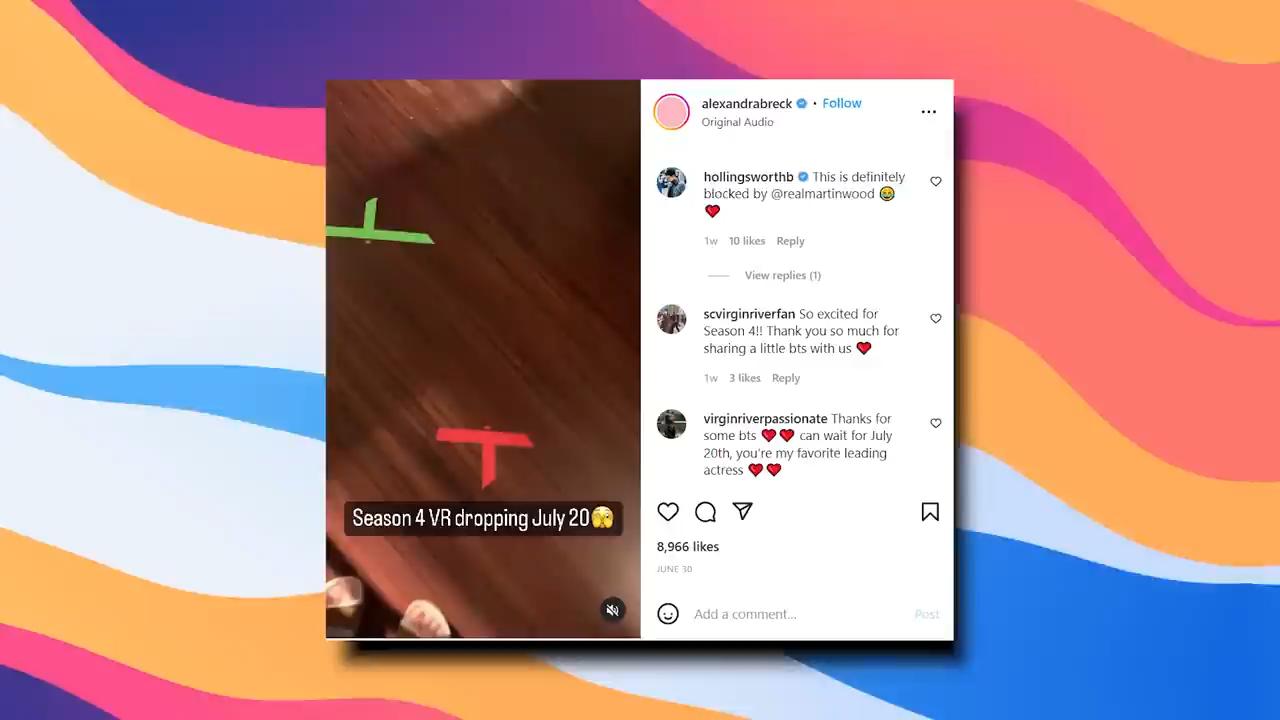 alexandrabreck • Follow
Original Audio
hollingsworthb This is definitely
blocked by @realmartinwood 😂
❤️
1w 10 likes Reply
View replies (1)
scvirginriverfan So excited for
Season 4!! Thank you so much for
sharing a little bts with us ❤️
1w 3 likes Reply
virginriverpassionate Thanks for
some bts ❤️❤️ can wait for July
20th, you're my favorite leading
actress ❤️❤️
Season 4 VR dropping July 20🫣
8,966 likes
JUNE 30
Add a comment...
Post